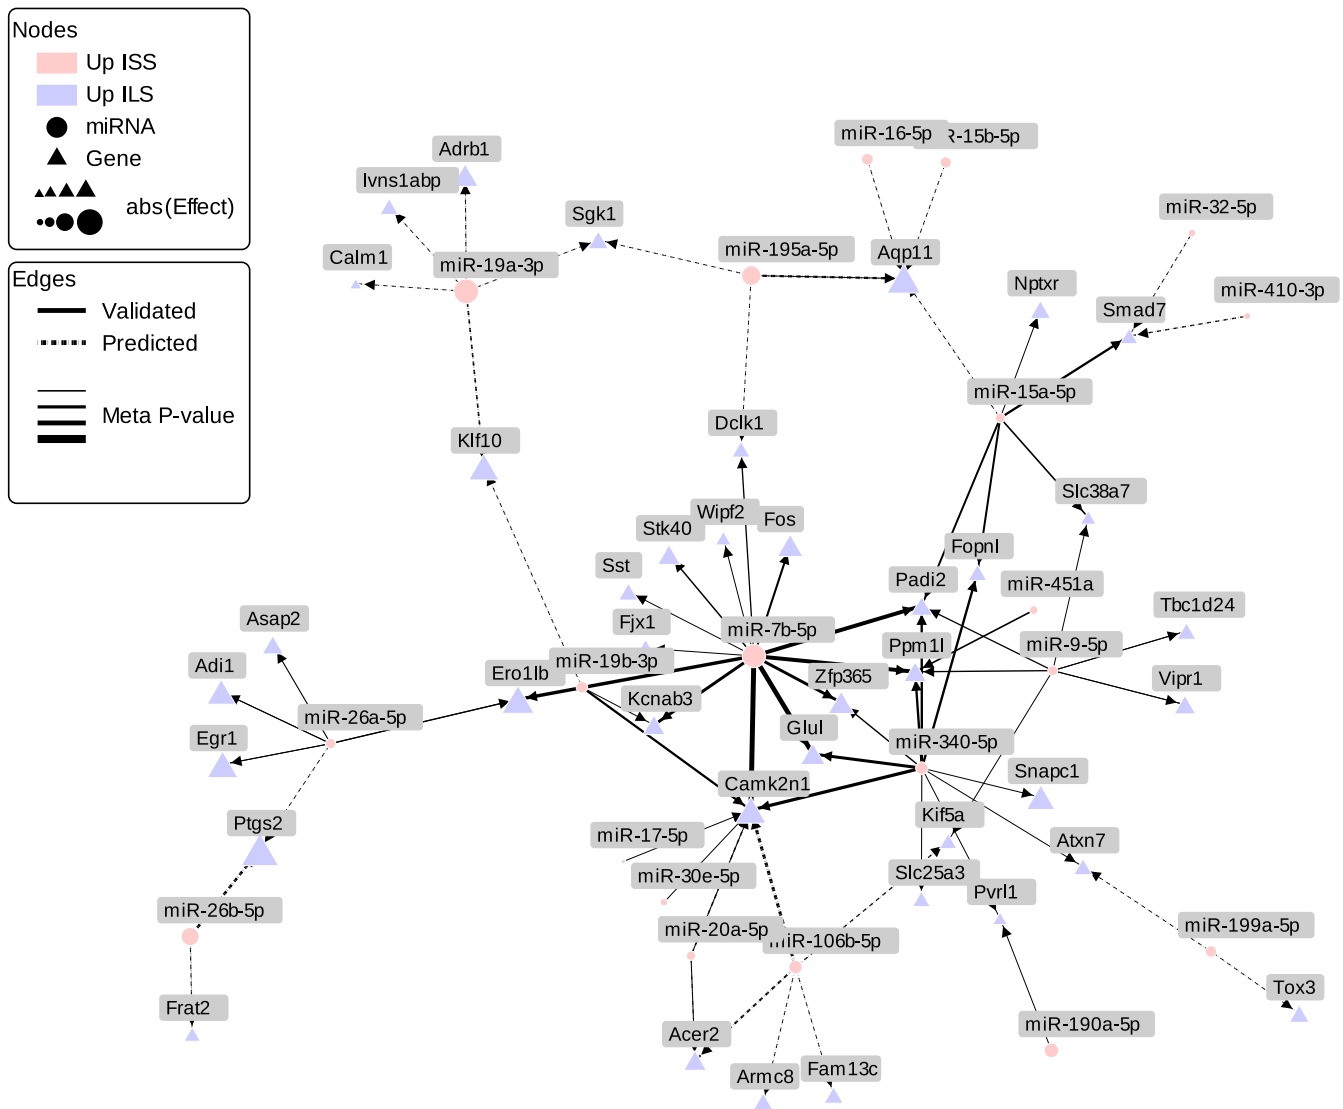 Nodes
Up ISS
Up ILS
miRNA
Gene
abs(Effect)
Edges
Validated
Predicted
Meta P-value
miR-16-5p
R-15b-5p
Adrb1
Ivns1abp
Sgk1
miR-32-5p
Calm1
miR-19a-3p
miR-195a-5p
Aqp11
Nptxr
miR-410-3p
Smad7
miR-15a-5p
Klf10
Dclk1
Slc38a7
Stk40
Wipf2
Fos
Fopnl
Sst
Padi2
miR-451a
Asap2
Fjx1
miR-7b-5p
Tbc1d24
Adi1
Ero1lb
miR-19b-3p
Ppm1l
miR-9-5p
Zfp365
Vipr1
Kcnab3
miR-26a-5p
Egr1
Glul
miR-340-5p
Snapc1
Camk2n1
Ptgs2
Kif5a
miR-17-5p
Atxn7
miR-30e-5p
Slc25a3
Pvrl1
miR-26b-5p
miR-20a-5p
miR-106b-5p
miR-199a-5p
Frat2
Tox3
Acer2
miR-190a-5p
Armc8
Fam13c